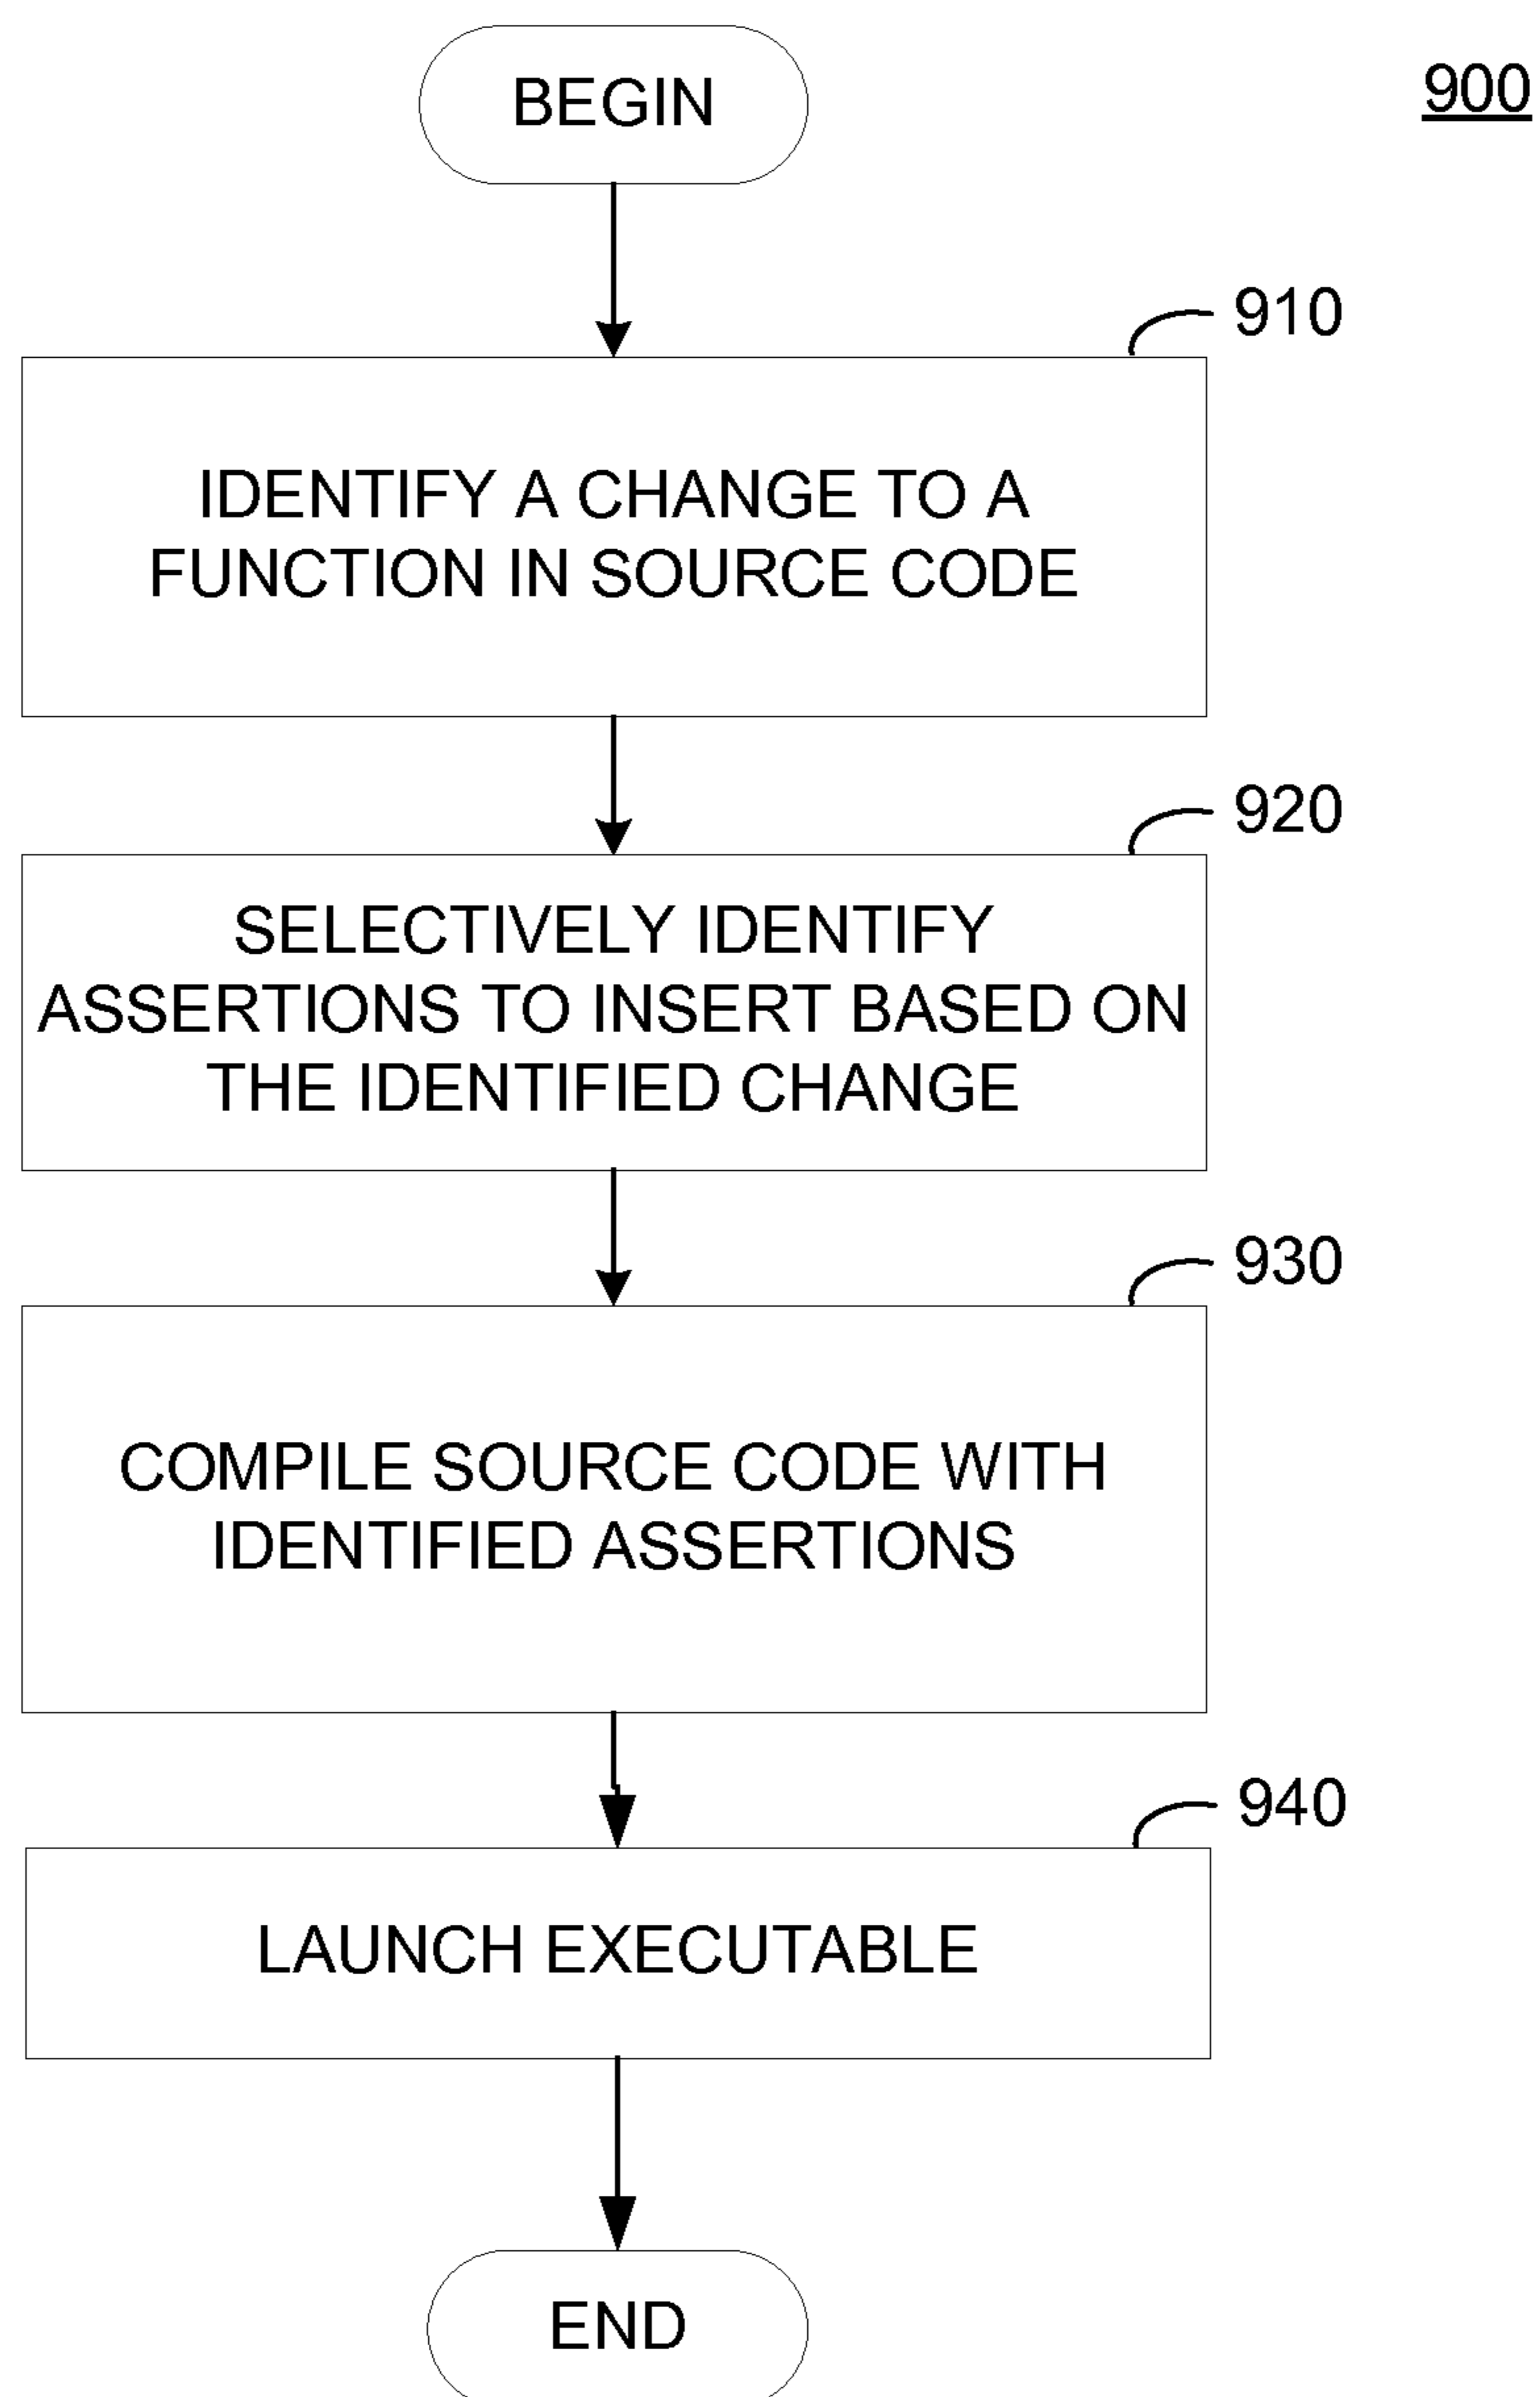 BEGIN
900
910
IDENTIFY A CHANGE TO A
FUNCTION IN SOURCE CODE
920
SELECTIVELY IDENTIFY
ASSERTIONS TO INSERT BASED ON
THE IDENTIFIED CHANGE
930
COMPILE SOURCE CODE WITH
IDENTIFIED ASSERTIONS
940
LAUNCH EXECUTABLE
END